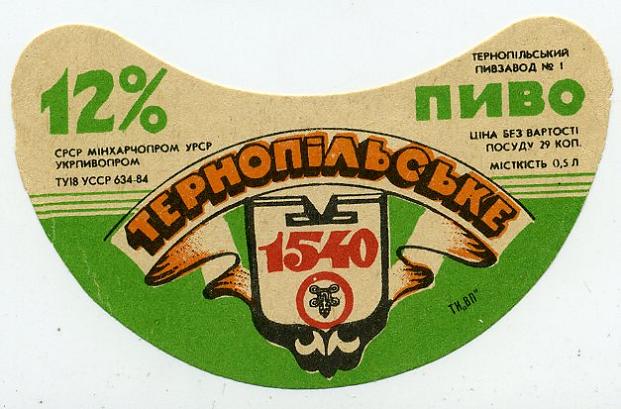 12%
СРСР МІНХАРЧОПРОМ УРСР
УКРПИВОПРОМ
ТУ18 УССР 634-84
ТЕРНОПІЛЬСЬКИЙ
ПИВЗАВОД № 1
ПИВО
ЦІНА БЕЗ ВАРТОСТІ
ПОСУДУ 29 КОП.
МІСТКІСТЬ 0,5 Л
ТЕРНОПІЛЬСЬКЕ
1540